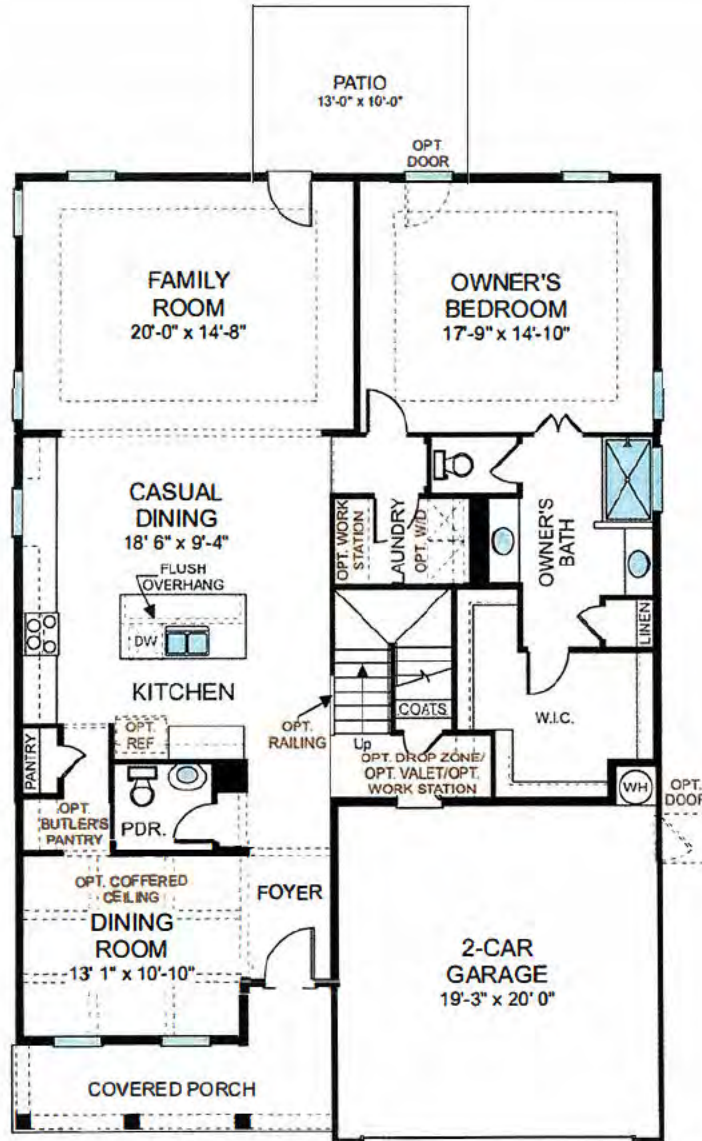 PATIO
13'-0" x 10'-0"
OPT.
DOOR
FAMILY
ROOM
20'-0" x 14'-8"
OWNER'S
BEDROOM
17'-9" x 14'-10"
CASUAL
DINING
18' 6" x 9'-4"
FLUSH
OVERHANG
DW
KITCHEN
OPT. WORK
STATION
LAUNDRY
OPT. W/D
OWNER'S
BATH
LINEN
W.I.C.
COATS
Up
OPT.
RAILING
OPT.
REF
PANTRY
OPT.
BUTLER'S
PANTRY
PDR.
OPT. DROP ZONE/
OPT. VALET/OPT.
WORK STATION
WH
OPT.
DOOR
OPT. COFFERED
CEILING
DINING
ROOM
13' 1" x 10'-10"
FOYER
2-CAR
GARAGE
19'-3" x 20' 0"
COVERED PORCH